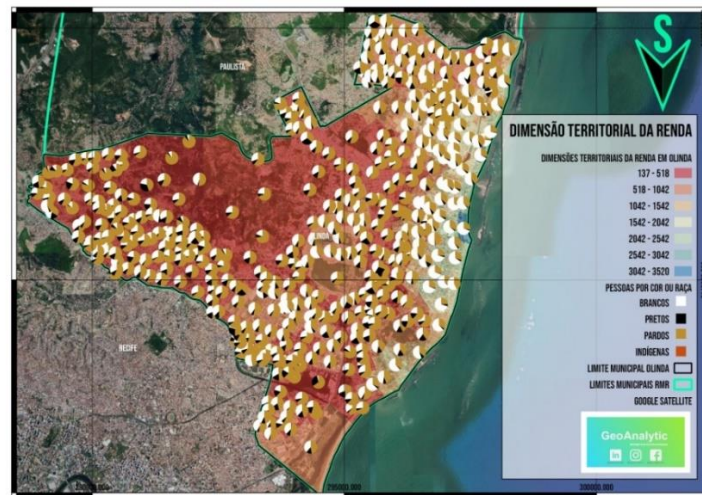 S
PAULISTA
RECIFE
DIMENSÃO TERRITORIAL DA RENDA
DIMENSÕES TERRITORIAIS DA RENDA EM OLINDA
137 - 518
518 - 1042
1042 - 1542
1542 - 2042
2042 - 2542
2542 - 3042
3042 - 3520
PESSOAS POR COR OU RAÇA
BRANCOS
PRETOS
PARDOS
INDÍGENAS
LIMITE MUNICIPAL OLINDA
LIMITES MUNICIPAIS RMR
GOOGLE SATELLITE
GeoAnalytic
in
f